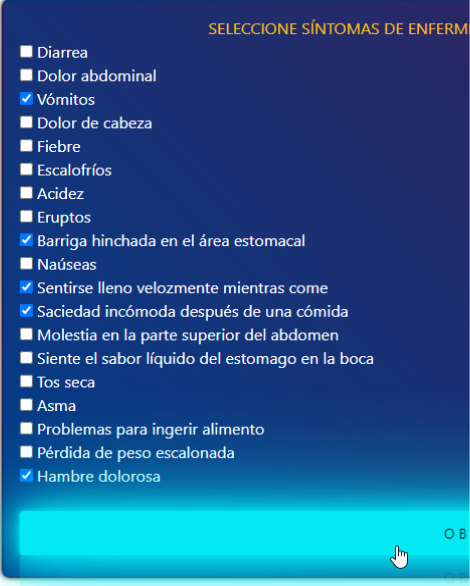 SELECCIONE SÍNTOMAS DE ENFERM
Diarrea
Dolor abdominal
Vómitos
Dolor de cabeza
Fiebre
Escalofríos
Acidez
Eruptos
Barriga hinchada en el área estomacal
Naúseas
Sentirse lleno velozmente mientras come
Saciedad incómoda después de una cómida
Molestia en la parte superior del abdomen
Siente el sabor líquido del estomago en la boca
Tos seca
Asma
Problemas para ingerir alimento
Pérdida de peso escalonada
Hambre dolorosa
O B